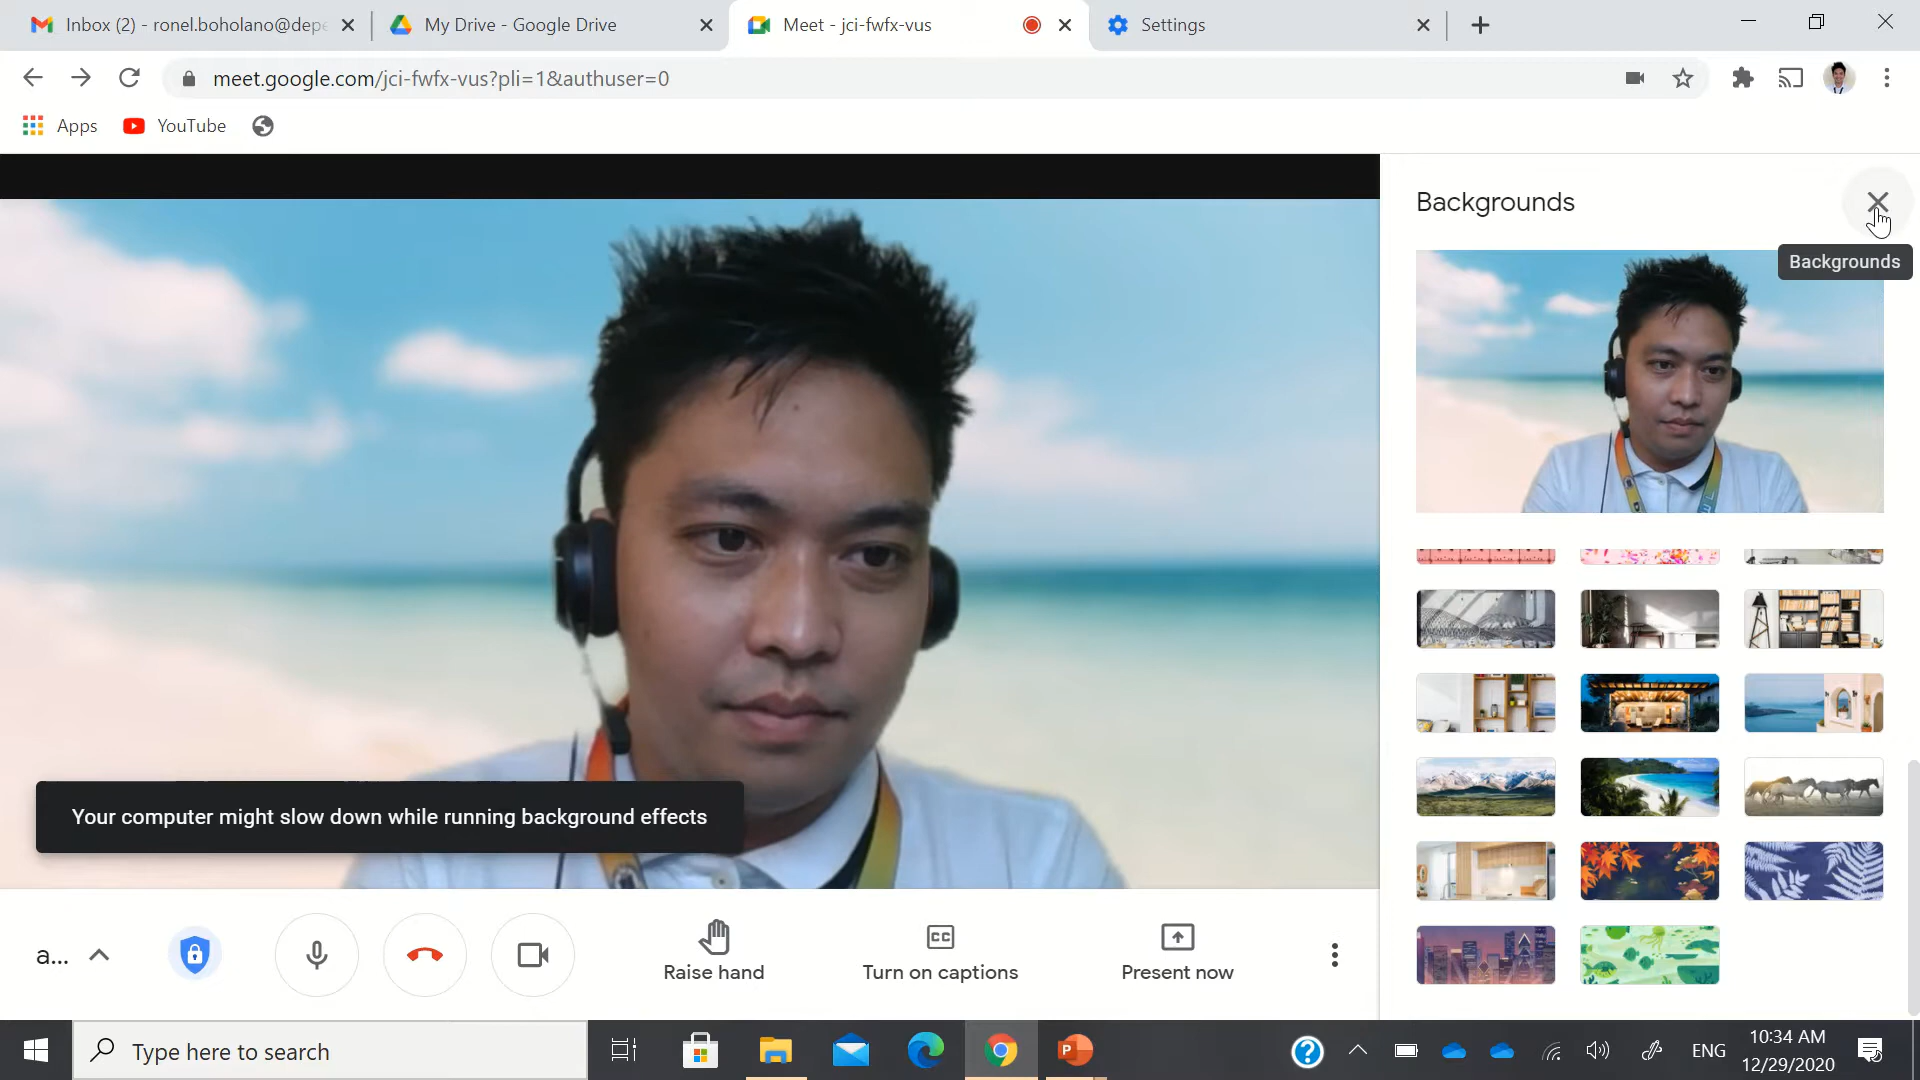 Inbox (2) - ronel.boholano@depe
My Drive - Google Drive
Meet - jci-fwfx-vus
Settings
meet.google.com/jci-fwfx-vus?pli=1&authuser=0
Apps
YouTube
Backgrounds
Backgrounds
Your computer might slow down while running background effects
a...
Raise hand
CC
Turn on captions
Present now
Type here to search
P
?
ENG
10:34 AM
12/29/2020